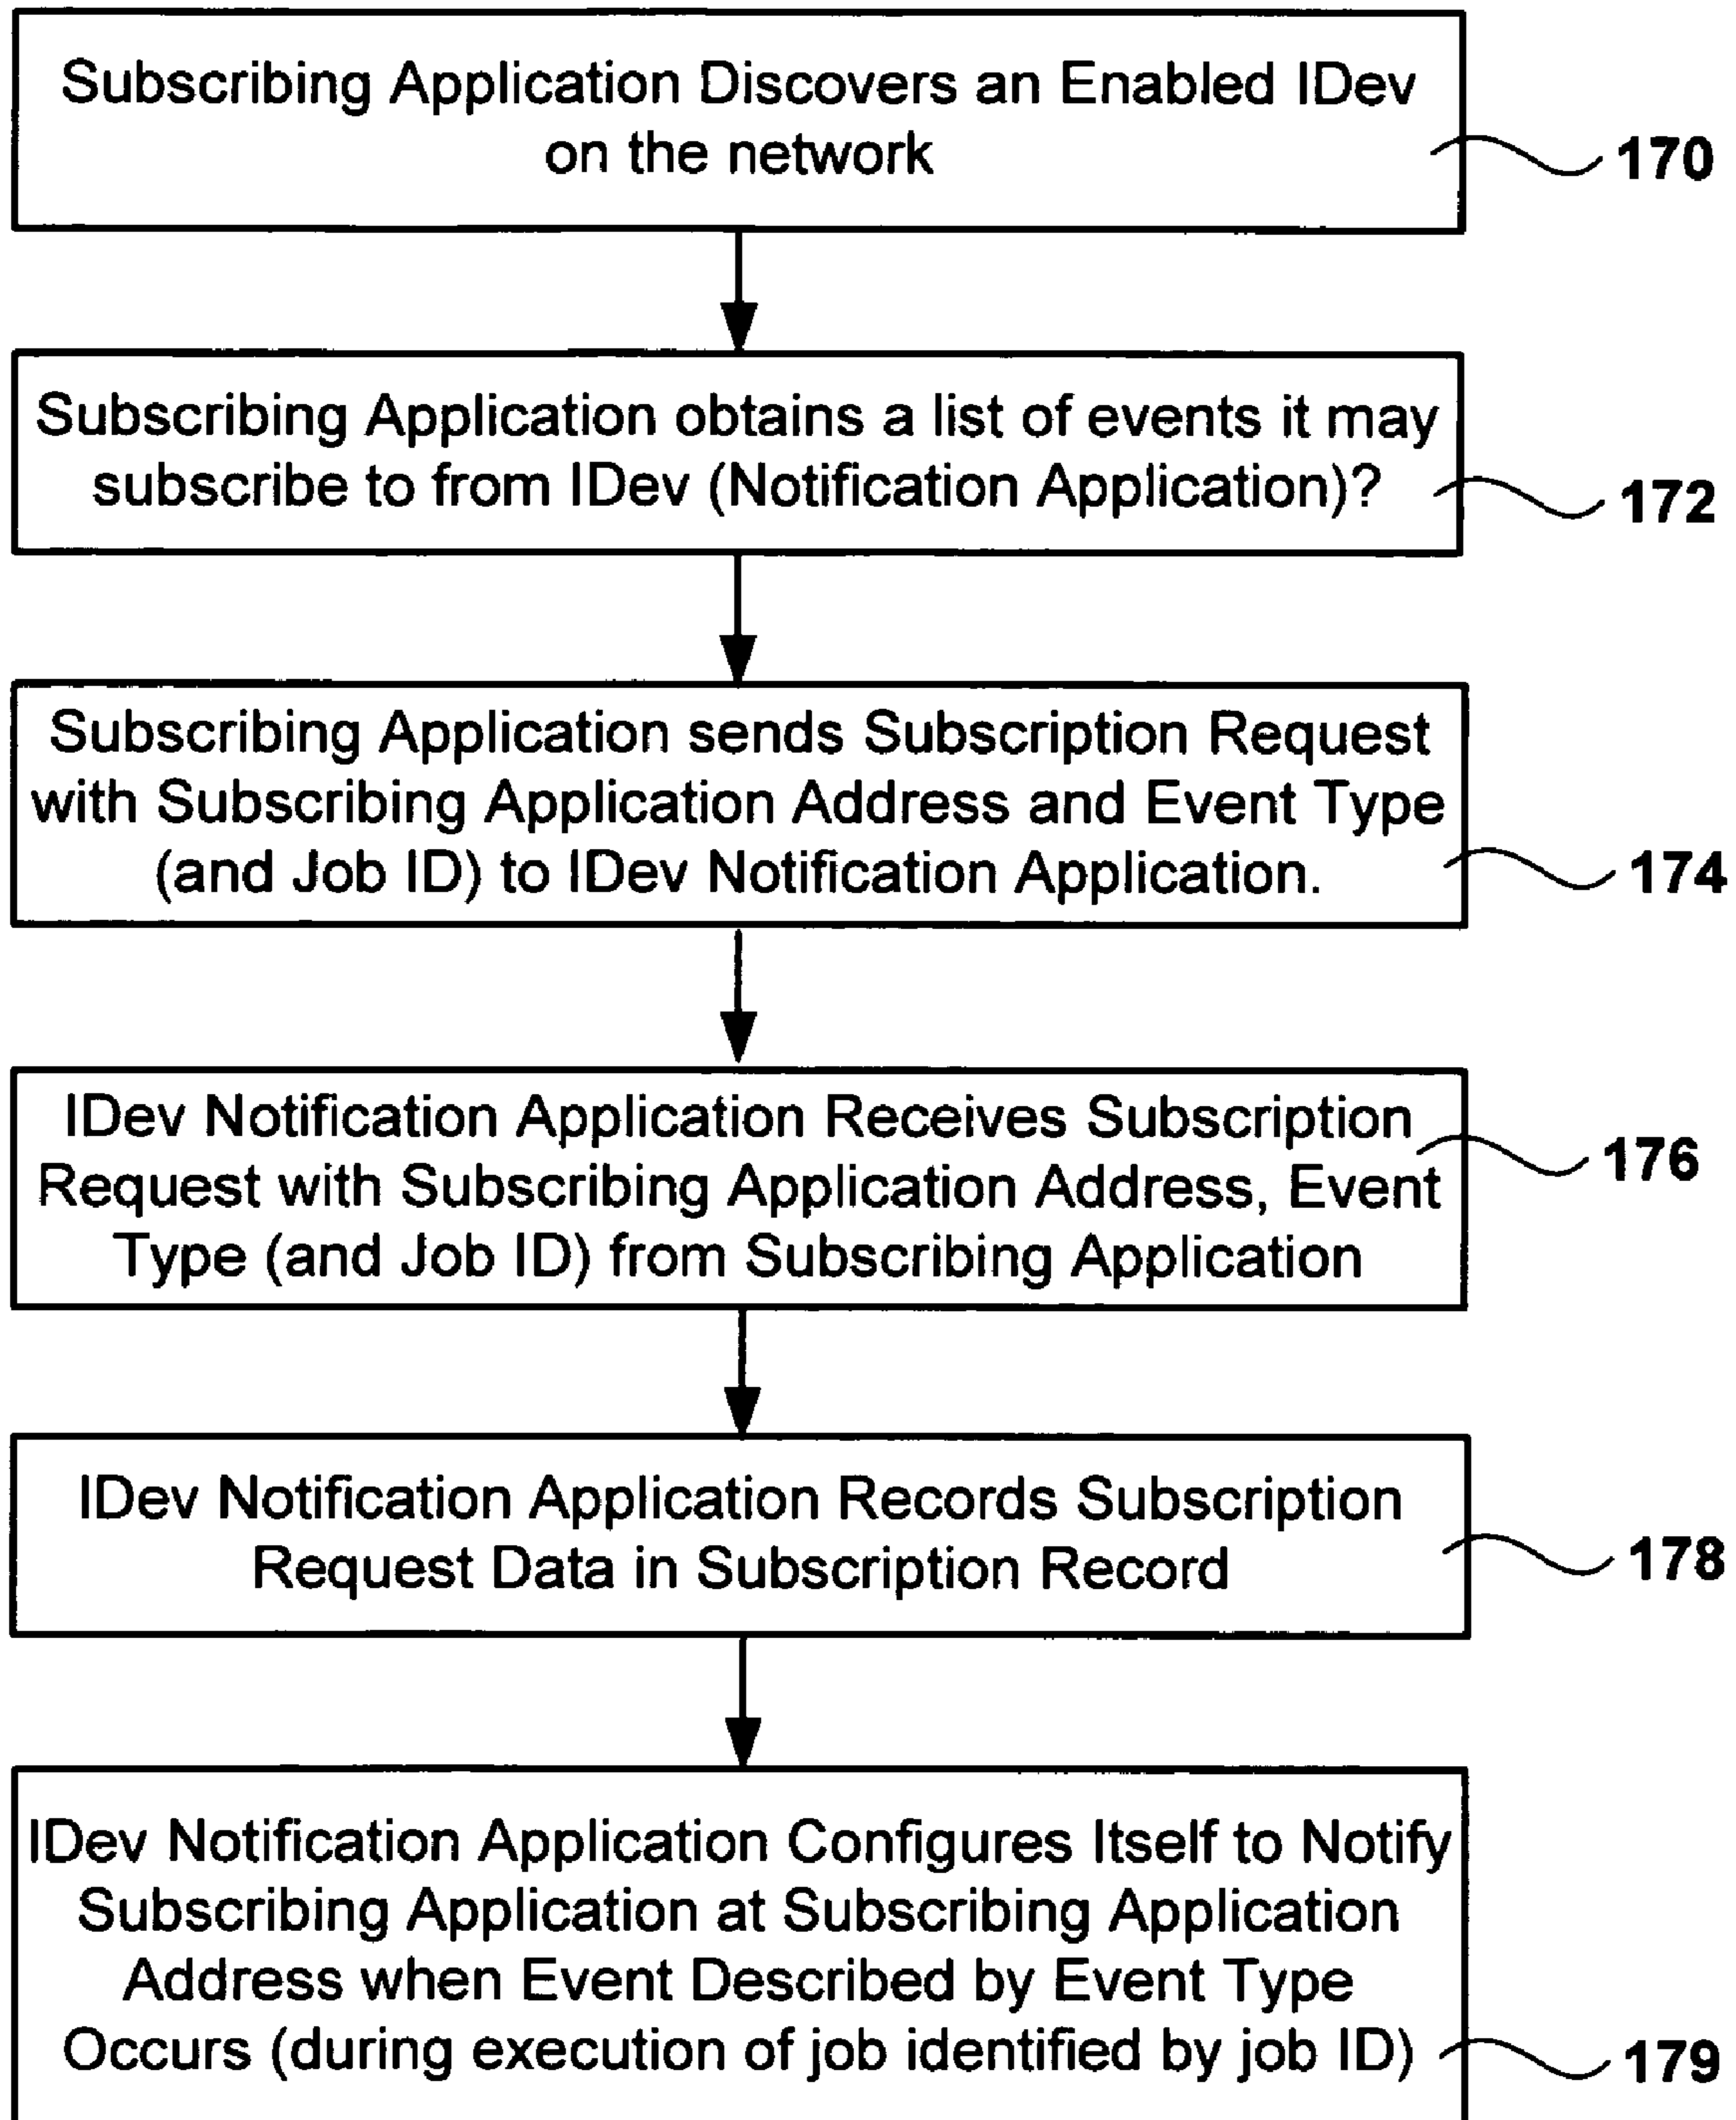 Subscribing Application Discovers an Enabled IDev
on the network
170
Subscribing Application obtains a list of events it may
subscribe to from IDev (Notification Application)?
172
Subscribing Application sends Subscription Request
with Subscribing Application Address and Event Type
(and Job ID) to IDev Notification Application.
174
IDev Notification Application Receives Subscription
Request with Subscribing Application Address, Event
Type (and Job ID) from Subscribing Application
176
IDev Notification Application Records Subscription
Request Data in Subscription Record
178
IDev Notification Application Configures Itself to Notify
Subscribing Application at Subscribing Application
Address when Event Described by Event Type
Occurs (during execution of job identified by job ID)
179